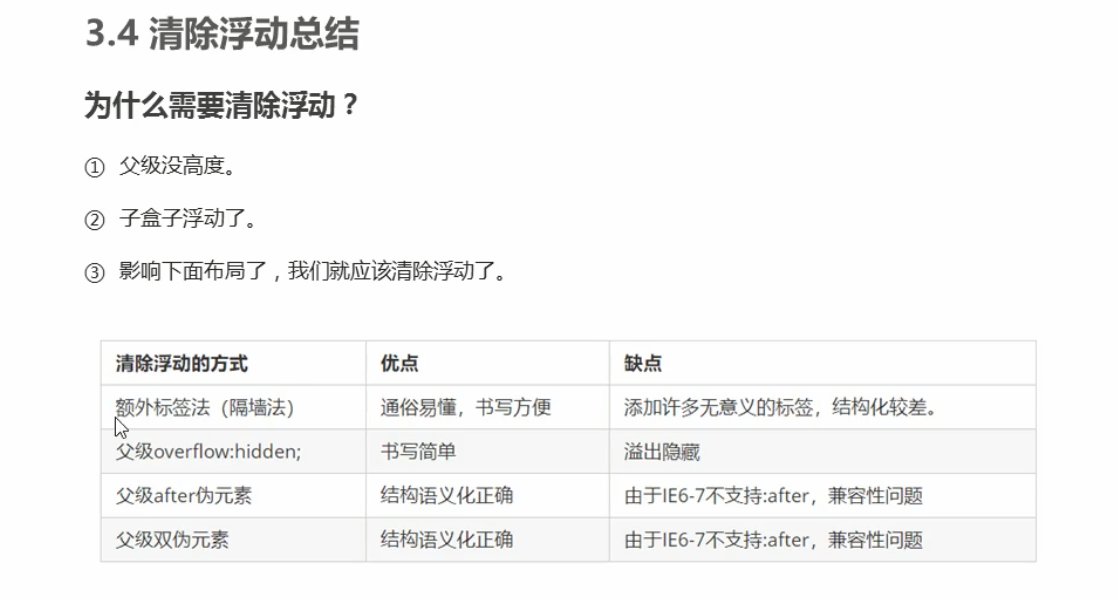 3.4 清除浮动总结
为什么需要清除浮动？
① 父级没高度。
② 子盒子浮动了。
③ 影响下面布局了，我们就应该清除浮动了。
清除浮动的方式 优点 缺点
额外标签法（隔墙法） 通俗易懂，书写方便 添加许多无意义的标签，结构化较差。
父级overflow:hidden; 书写简单 溢出隐藏
父级after伪元素 结构语义化正确 由于IE6-7不支持:after，兼容性问题
父级双伪元素 结构语义化正确 由于IE6-7不支持:after，兼容性问题